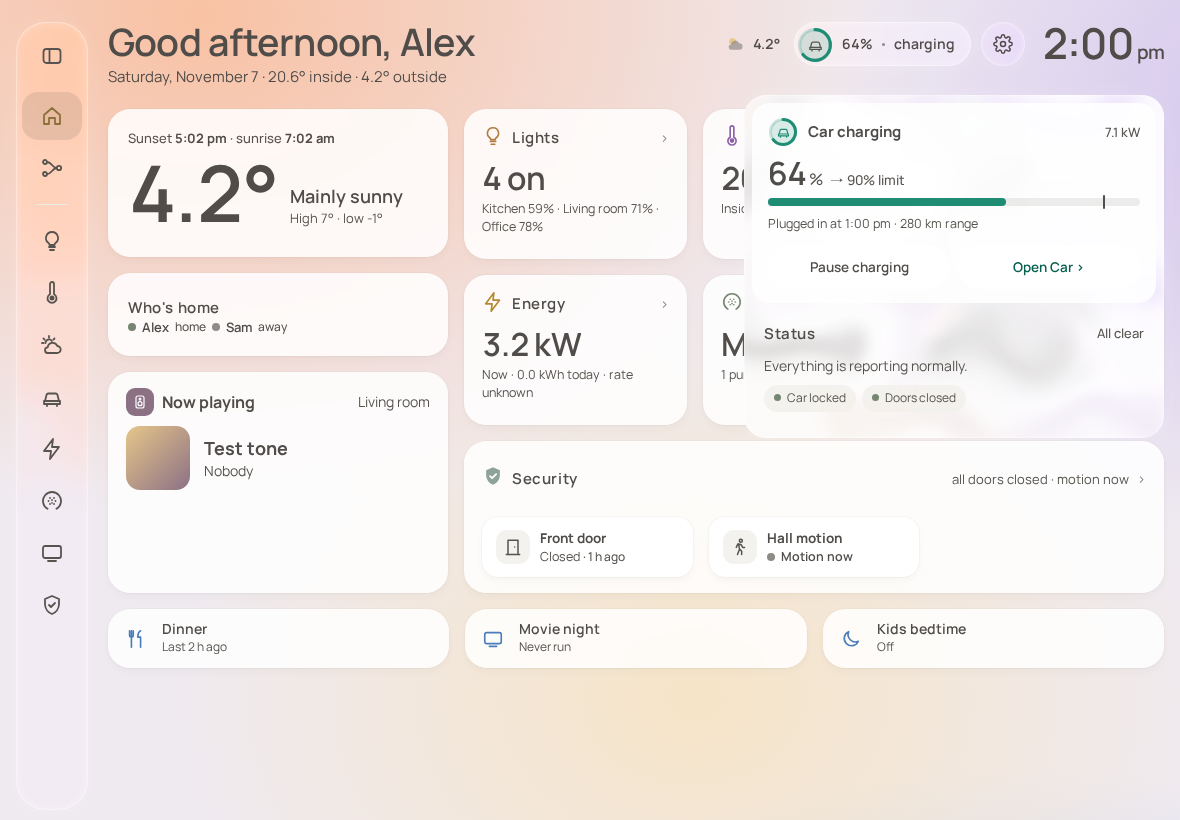 Good afternoon, Alex
Saturday, November 7 · 20.6° inside · 4.2° outside
4.2°
64% · charging
2:00 pm
Sunset 5:02 pm · sunrise 7:02 am
4.2°
Mainly sunny
High 7° · low -1°
Who's home
Alex home Sam away
Now playing
Living room
Test tone
Nobody
Lights
4 on
Kitchen 59% · Living room 71% ·
Office 78%
Energy
3.2 kW
Now · 0.0 kWh today · rate
unknown
Car charging
7.1 kW
64 % → 90% limit
Plugged in at 1:00 pm · 280 km range
Pause charging
Open Car ›
Status
All clear
Everything is reporting normally.
Car locked
Doors closed
Security
all doors closed · motion now
Front door
Closed · 1 h ago
Hall motion
Motion now
Dinner
Last 2 h ago
Movie night
Never run
Kids bedtime
Off